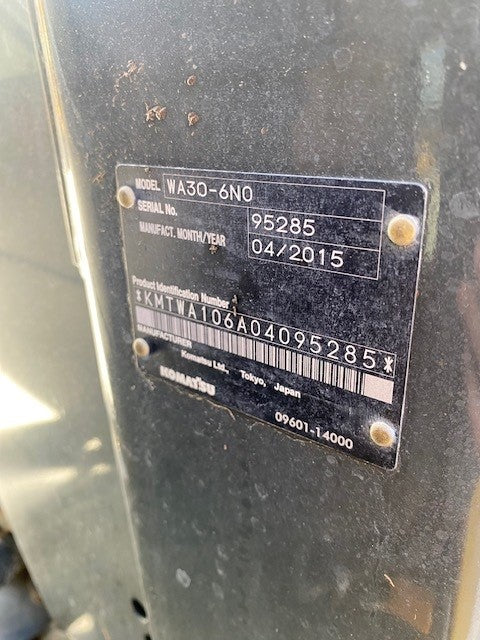 MODEL WA30-6N0
SERIAL No. 95285
MANUFACT. MONTH/YEAR 04/2015
Product Identification Number
*KMTWA106A04095285*
MANUFACTURER
Komatsu Ltd., Tokyo, Japan
KOMATSU
09601-14000